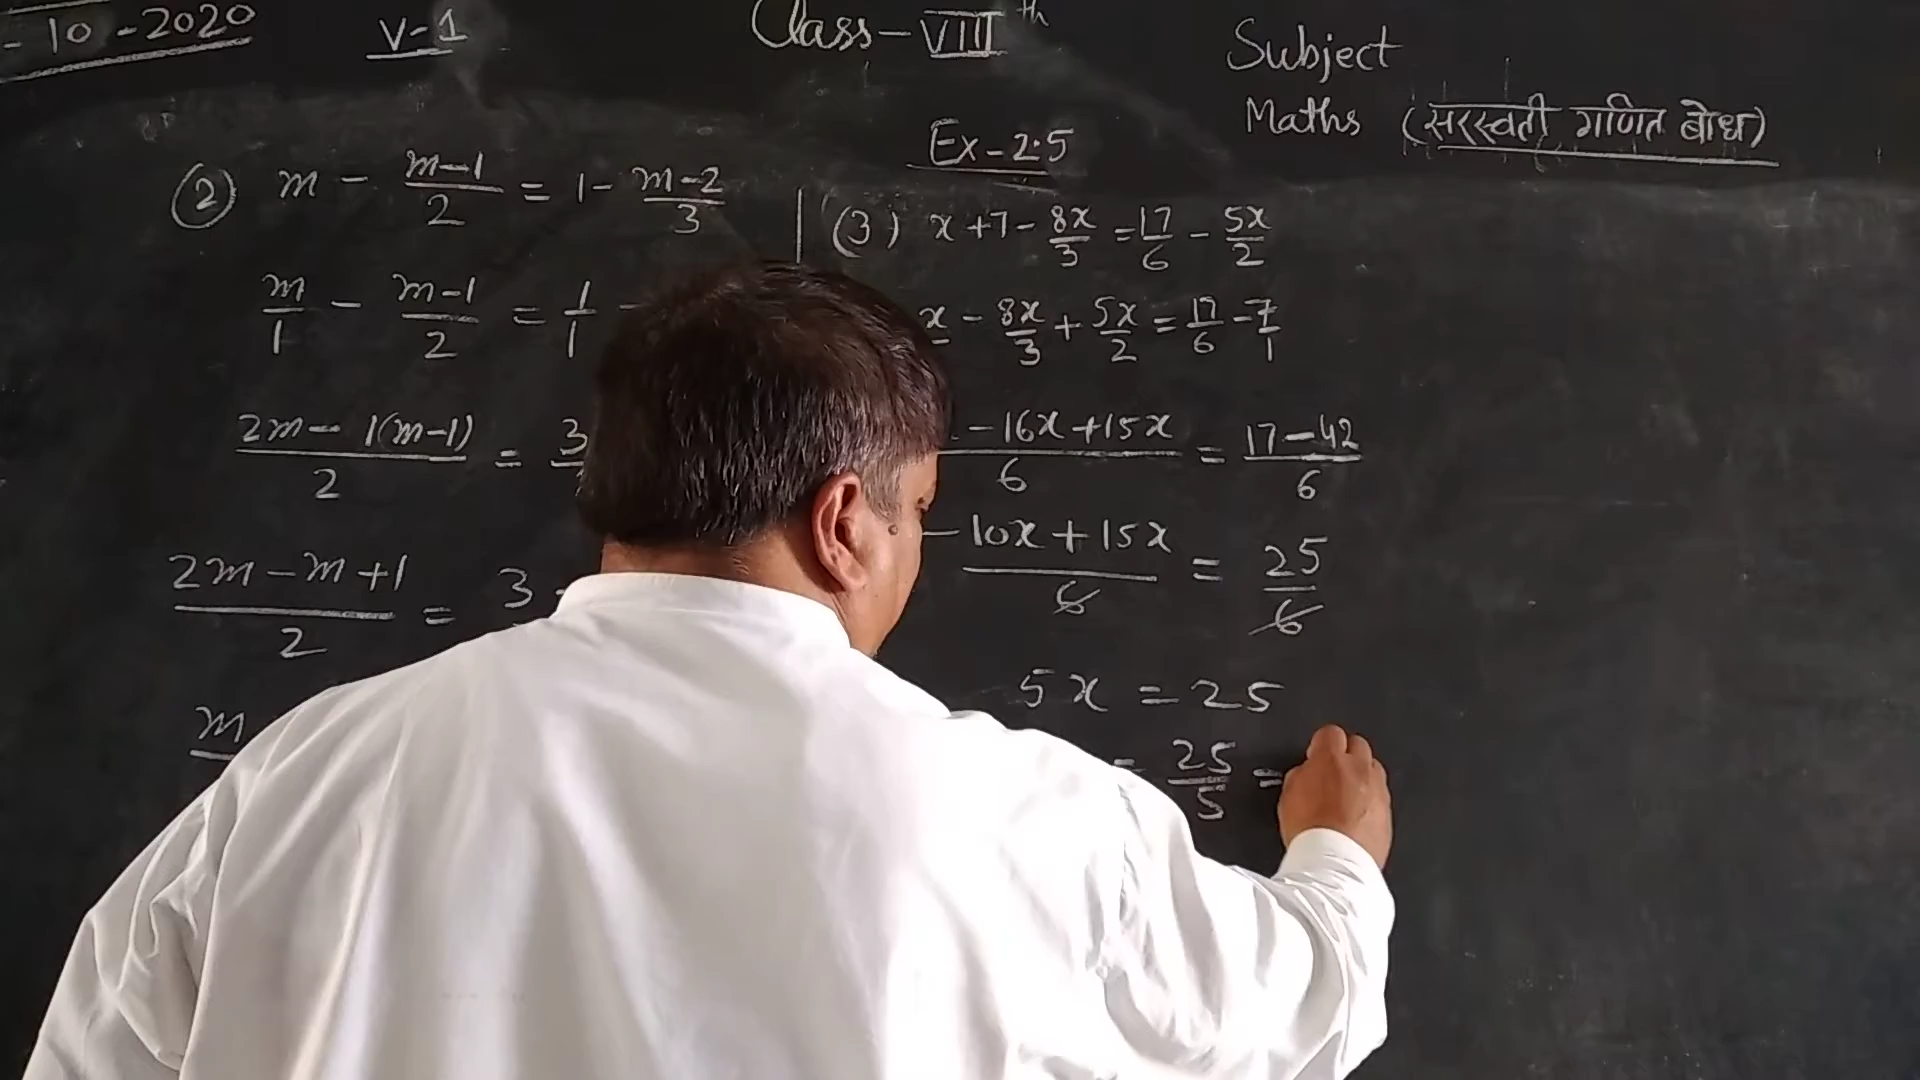 - 10 - 2020 V-1 Class - VIII th Subject
Maths (सरस्वती गणित बोध)
Ex - 2.5
(2) m - (m-1)/2 = 1 - (m-2)/3
m/1 - (m-1)/2 = 1/1 -
(2m - 1(m-1))/2 = 3
(2m - m + 1)/2 = 3
m
(3) x + 7 - 8x/3 = 17/6 - 5x/2
x - 8x/3 + 5x/2 = 17/6 - 7/1
- 16x + 15x / 6 = (17 - 42)/6
- 10x + 15x / 6 = 25/6
5x = 25
= 25/5 =